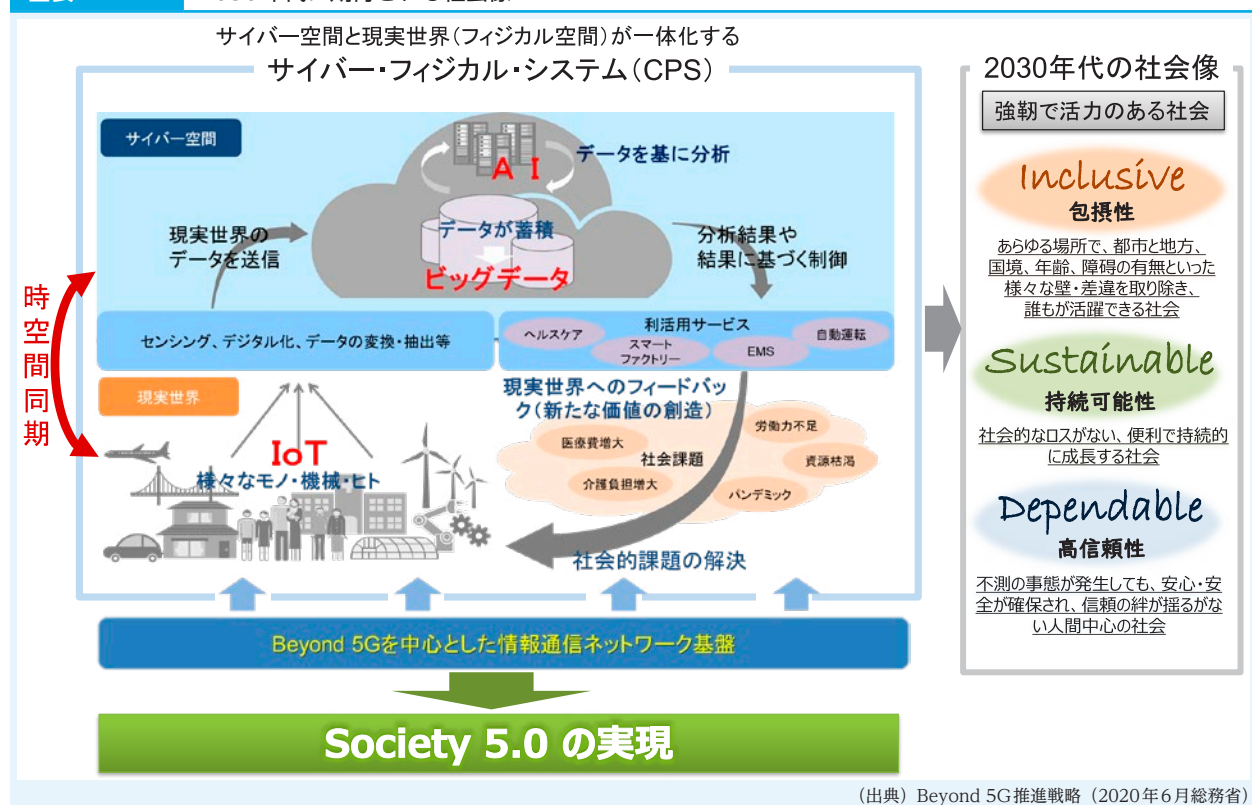 サイバー空間と現実世界(フィジカル空間)が一体化する
サイバー・フィジカル・システム(CPS)
サイバー空間
データを基に分析
AI
現実世界の
データを送信
データが蓄積
ビッグデータ
分析結果や
結果に基づく制御
時空間同期
センシング、デジタル化、データの変換・抽出等
利活用サービス
ヘルスケア
スマート
ファクトリー
EMS
自動運転
現実世界
IoT
様々なモノ・機械・ヒト
現実世界へのフィードバッ
ク(新たな価値の創造)
医療費増大
社会課題
労働力不足
資源枯渇
介護負担増大
パンデミック
社会的課題の解決
Beyond 5Gを中心とした情報通信ネットワーク基盤
Society 5.0 の実現
2030年代の社会像
強靭で活力のある社会
Inclusive
包摂性
あらゆる場所で、都市と地方、
国境、年齢、障碍の有無といった
様々な壁・差違を取り除き、
誰もが活躍できる社会
Sustainable
持続可能性
社会的なロスがない、便利で持続的
に成長する社会
Dependable
高信頼性
不測の事態が発生しても、安心・安
全が確保され、信頼の絆が揺るがな
い人間中心の社会
(出典)Beyond 5G推進戦略(2020年6月総務省)